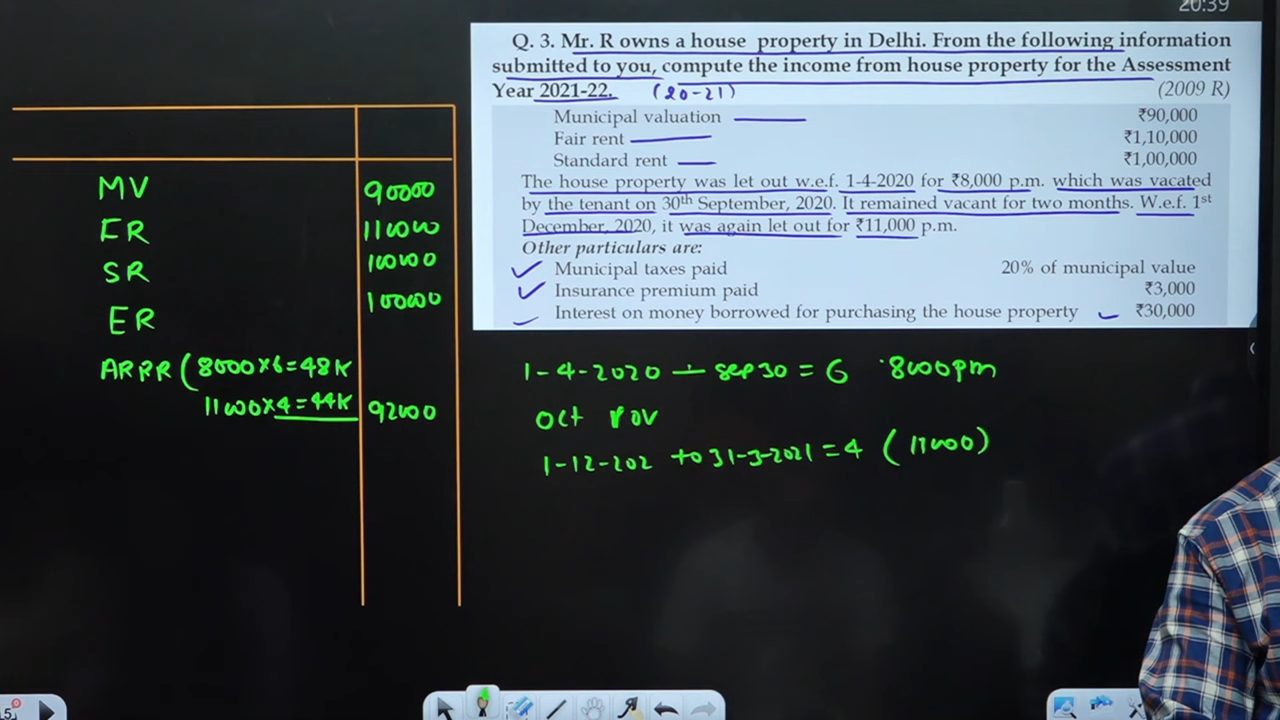 20:39
Q. 3. Mr. R owns a house property in Delhi. From the following information
submitted to you, compute the income from house property for the Assessment
Year 2021-22. (20-21) (2009 R)
Municipal valuation ₹90,000
Fair rent ₹1,10,000
Standard rent ₹1,00,000
The house property was let out w.e.f. 1-4-2020 for ₹8,000 p.m. which was vacated
by the tenant on 30th September, 2020. It remained vacant for two months. W.e.f. 1st
December, 2020, it was again let out for ₹11,000 p.m.
Other particulars are:
Municipal taxes paid 20% of municipal value
Insurance premium paid ₹3,000
Interest on money borrowed for purchasing the house property ₹30,000
MV 90000
FR 110000
SR 100000
ER 100000
ARRR (8000×6=48K
11000×4=44K 92000
1-4-2020 - sep 30 = 6 8000pm
Oct Nov
1-12-202 to 31-3-2021 = 4 (11000)